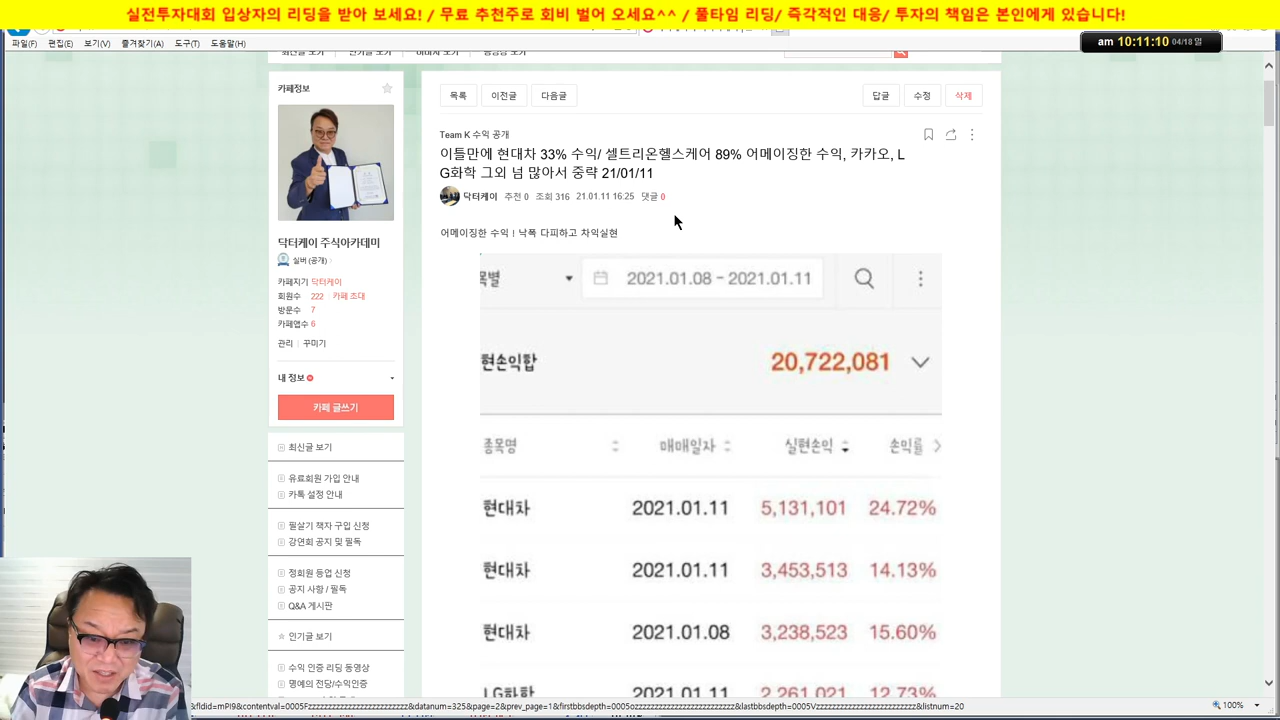 실전투자대회 입상자의 리딩을 받아 보세요! / 무료 추천주로 회비 벌어 오세요^^ / 풀타임 리딩/ 즉각적인 대응/ 투자의 책임은 본인에게 있습니다!
파일(F) 편집(E) 보기(V) 즐겨찾기(A) 도구(T) 도움말(H)
am 10:11:10 04/18 일
카페정보
목록 이전글 다음글 답글 수정 삭제
Team K 수익 공개
이틀만에 현대차 33% 수익/ 셀트리온헬스케어 89% 어메이징한 수익, 카카오, L
G화학 그외 넘 많아서 중략 21/01/11
닥터케이 추천 0 조회 316 21.01.11 16:25 댓글 0
어메이징한 수익 ! 낙폭 다피하고 차익실현
닥터케이 주식아카데미
실버 (공개)
카페지기 닥터케이
회원수 222 카페 초대
방문수 7
카페앱수 6
관리 꾸미기
내 정보
카페 글쓰기
최신글 보기
유료회원 가입 안내
카톡 설정 안내
필살기 책자 구입 신청
강연회 공지 및 필독
정회원 등업 신청
공지 사항 / 필독
Q&A 게시판
인기글 보기
수익 인증 리딩 동영상
명예의 전당/수익인증
목별 2021.01.08 - 2021.01.11
현손익합 20,722,081
종목명 매매일자 실현손익 손익률
현대차 2021.01.11 5,131,101 24.72%
현대차 2021.01.11 3,453,513 14.13%
현대차 2021.01.08 3,238,523 15.60%
LG화학 2021.01.11 2,261,021 12.73%
100%